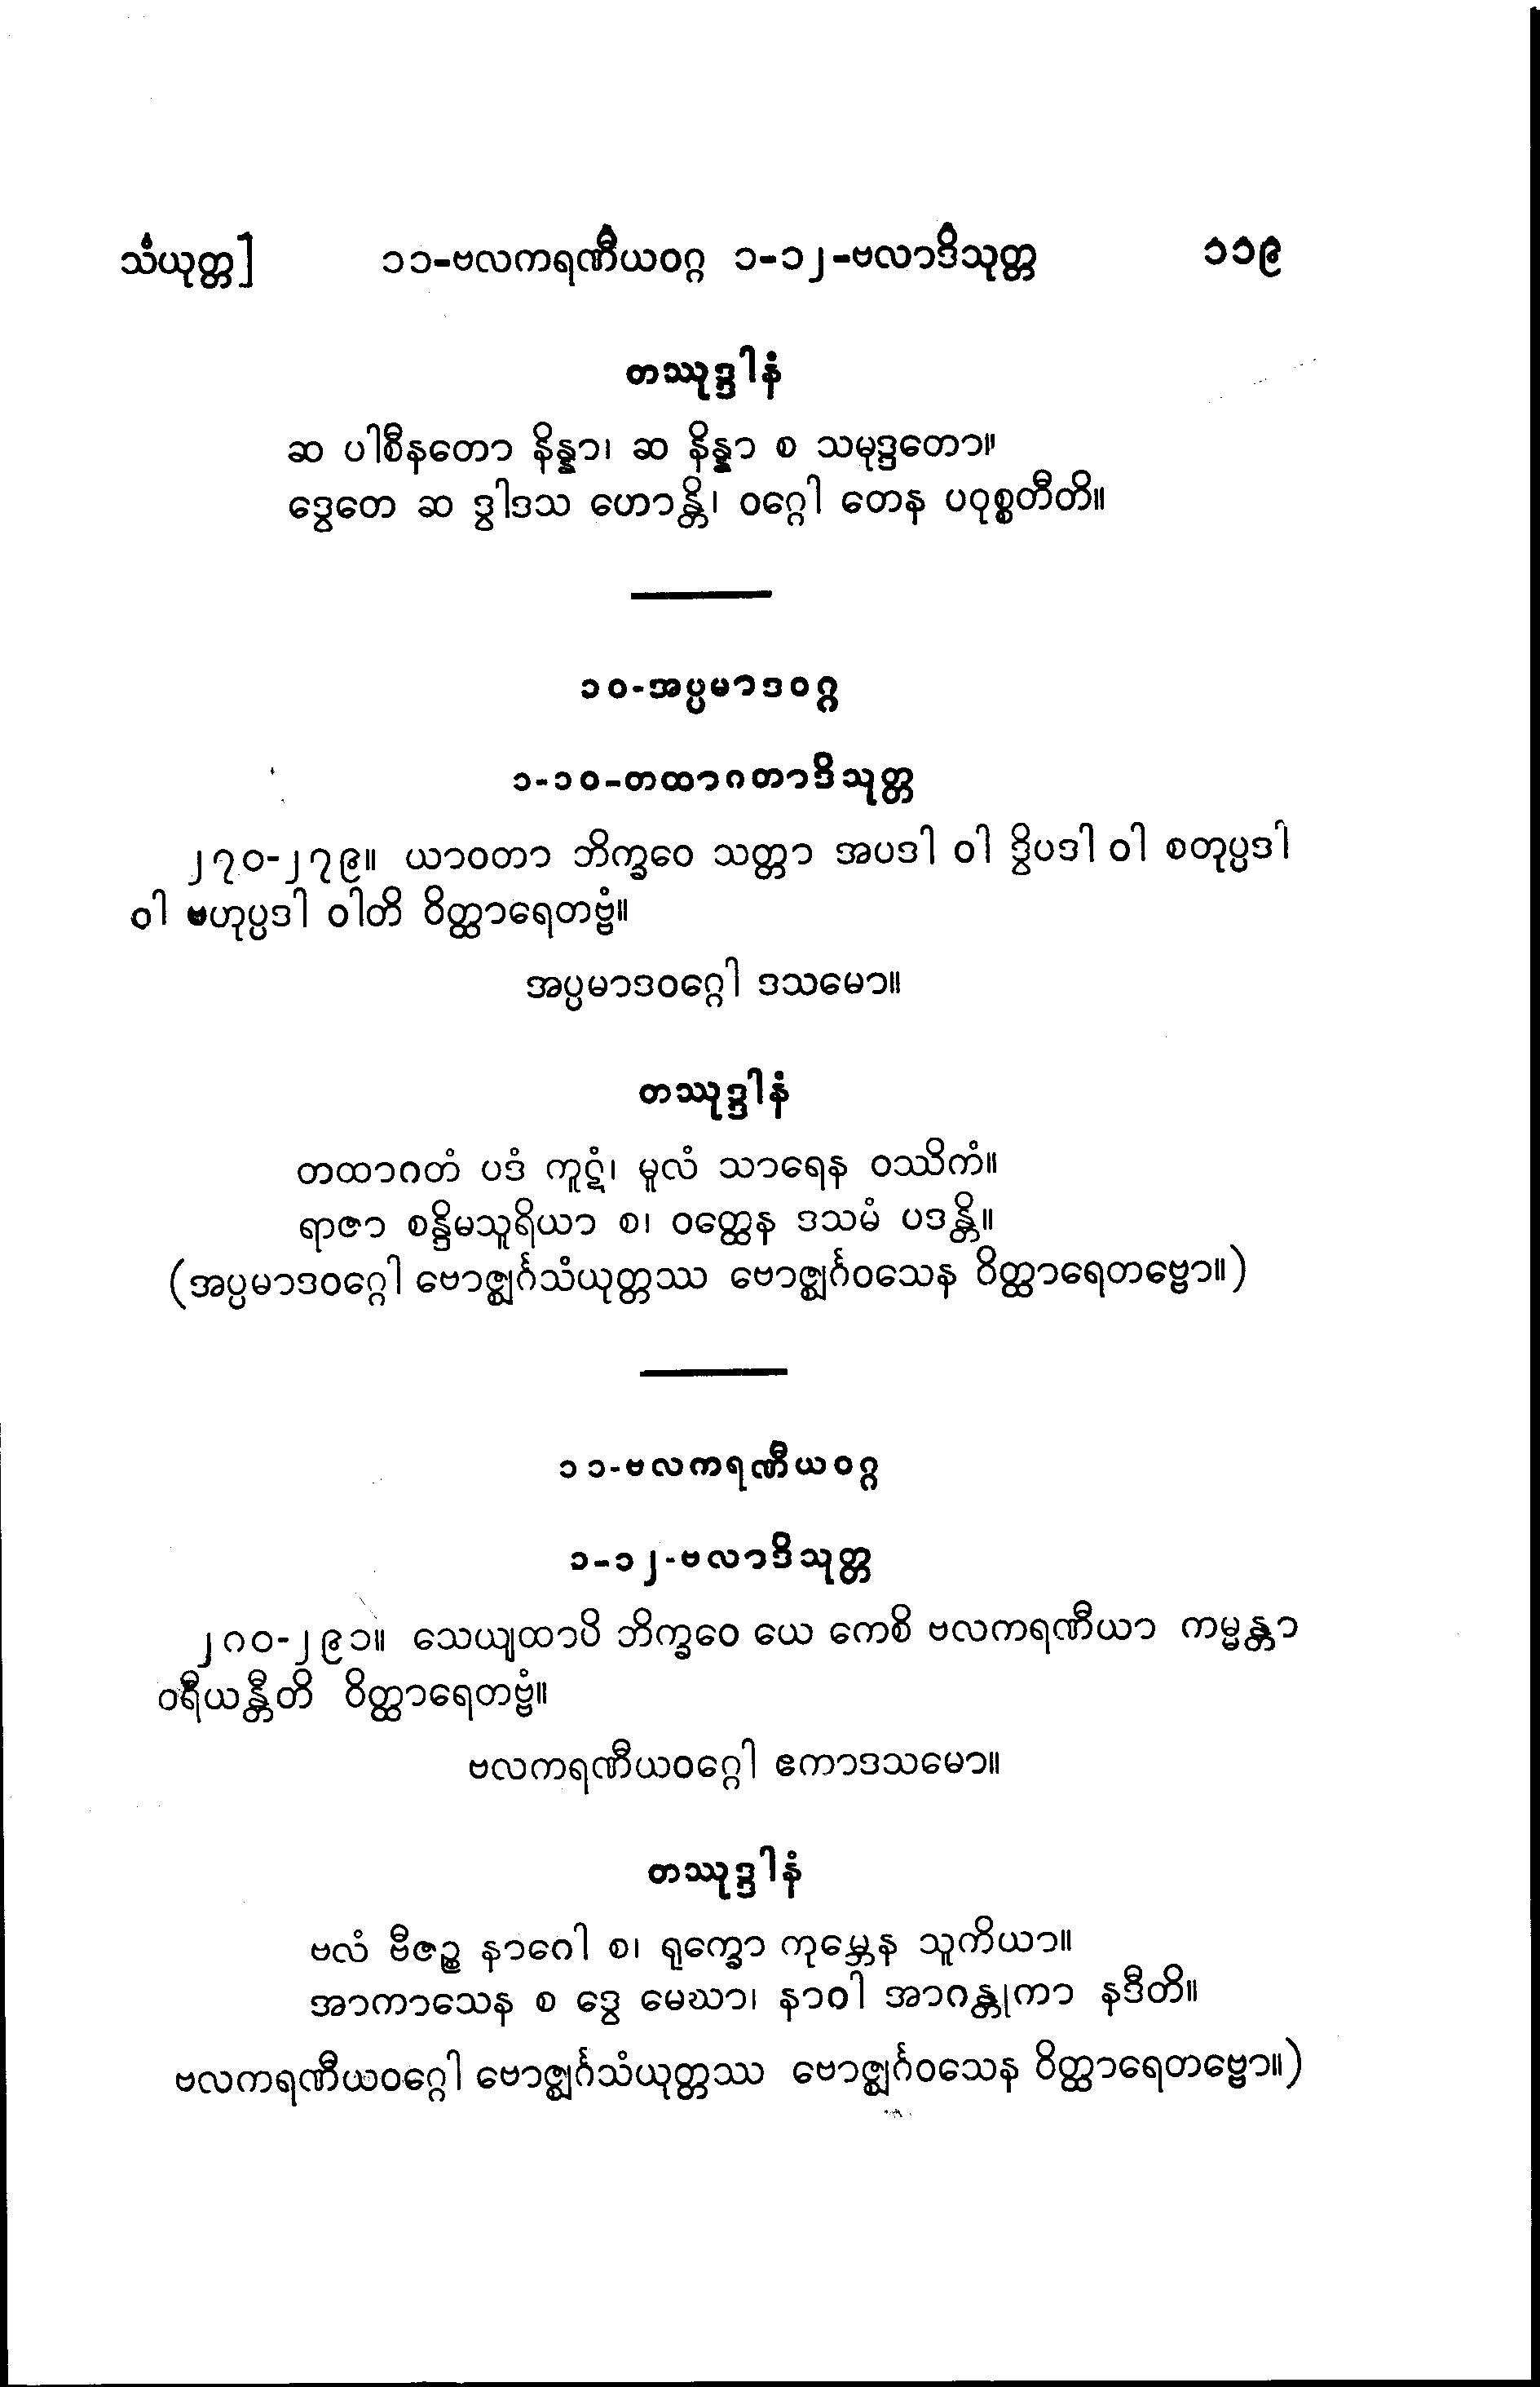 သံယုတ္တ] ၁၁-ဗလကရဏီယဝဂ္ဂ ၁-၁၂-ဗလာဒိသုတ္တ ၁၁၉
တဿုဒ္ဒါနံ
ဆ ပါစီနတော နိန္နာ၊ ဆ နိန္နာ စ သမုဒ္ဒတော။
ဒွေတေ ဆ ဒွါဒသ ဟောန္တိ၊ ဝဂ္ဂေါ တေန ပဝုစ္စတီတိ။
၁၀-အပ္ပမာဒဝဂ္ဂ
၁-၁၀-တထာဂတာဒိသုတ္တ
၂၇၀-၂၇၉။ ယာဝတာ ဘိက္ခဝေ သတ္တာ အပဒါ ဝါ ဒွိပဒါ ဝါ စတုပ္ပဒါ
ဝါ ဗဟုပ္ပဒါ ဝါတိ ဝိတ္ထာရေတဗ္ဗံ။
အပ္ပမာဒဝဂ္ဂေါ ဒသမော။
တဿုဒ္ဒါနံ
တထာဂတံ ပဒံ ကူဋံ၊ မူလံ သာရေန ဝဿိကံ။
ရာဇာ စန္ဒိမသူရိယာ စ၊ ဝတ္ထေန ဒသမံ ပဒန္တိ။
(အပ္ပမာဒဝဂ္ဂေါ ဗောဇ္ဈင်္ဂသံယုတ္တဿ ဗောဇ္ဈင်္ဂဝသေန ဝိတ္ထာရေတဗ္ဗော။)
၁၁-ဗလကရဏီယဝဂ္ဂ
၁-၁၂-ဗလာဒိသုတ္တ
၂၈၀-၂၉၁။ သေယျထာပိ ဘိက္ခဝေ ယေ ကေစိ ဗလကရဏီယာ ကမ္မန္တာ
ဝရီယန္တီတိ ဝိတ္ထာရေတဗ္ဗံ။
ဗလကရဏီယဝဂ္ဂေါ ဧကာဒသမော။
တဿုဒ္ဒါနံ
ဗလံ ဗီဇဉ္စ နာဂေါ စ၊ ရုက္ခော ကုမ္ဘေန သူကိယာ။
အာကာသေန စ ဒွေ မေဃာ၊ နာဝါ အာဂန္တုကာ နဒီတိ။
ဗလကရဏီယဝဂ္ဂေါ ဗောဇ္ဈင်္ဂသံယုတ္တဿ ဗောဇ္ဈင်္ဂဝသေန ဝိတ္ထာရေတဗ္ဗော။)